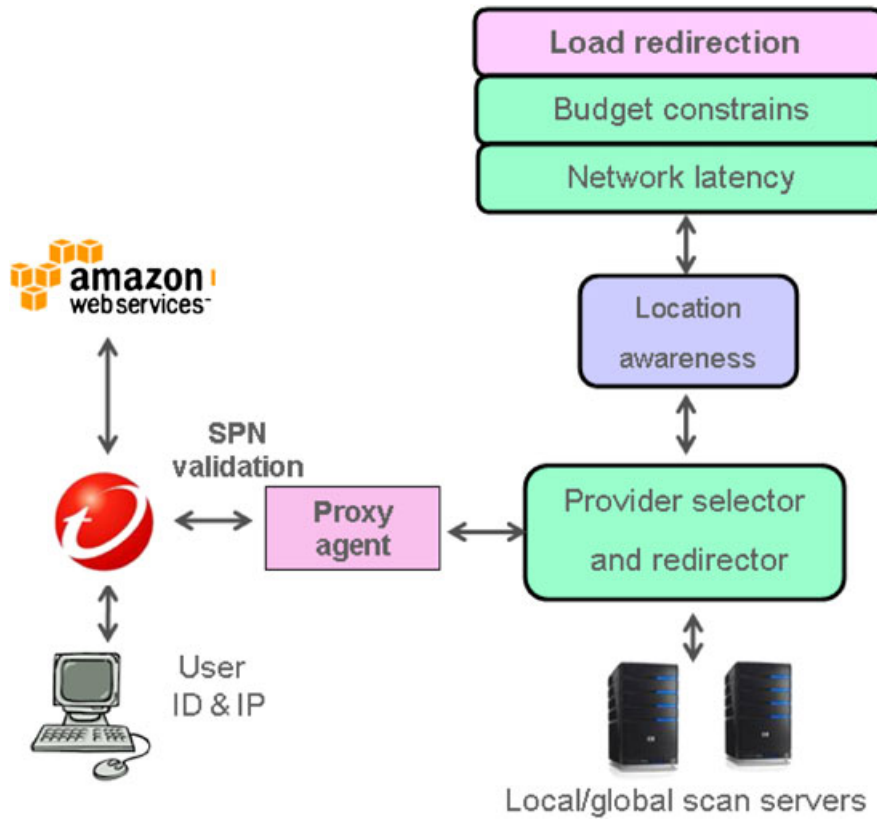 Load redirection
Budget constrains
Network latency
amazon
webservices™
Location
awareness
SPN
validation
Proxy
agent
Provider selector
and redirector
User
ID & IP
Local/global scan servers